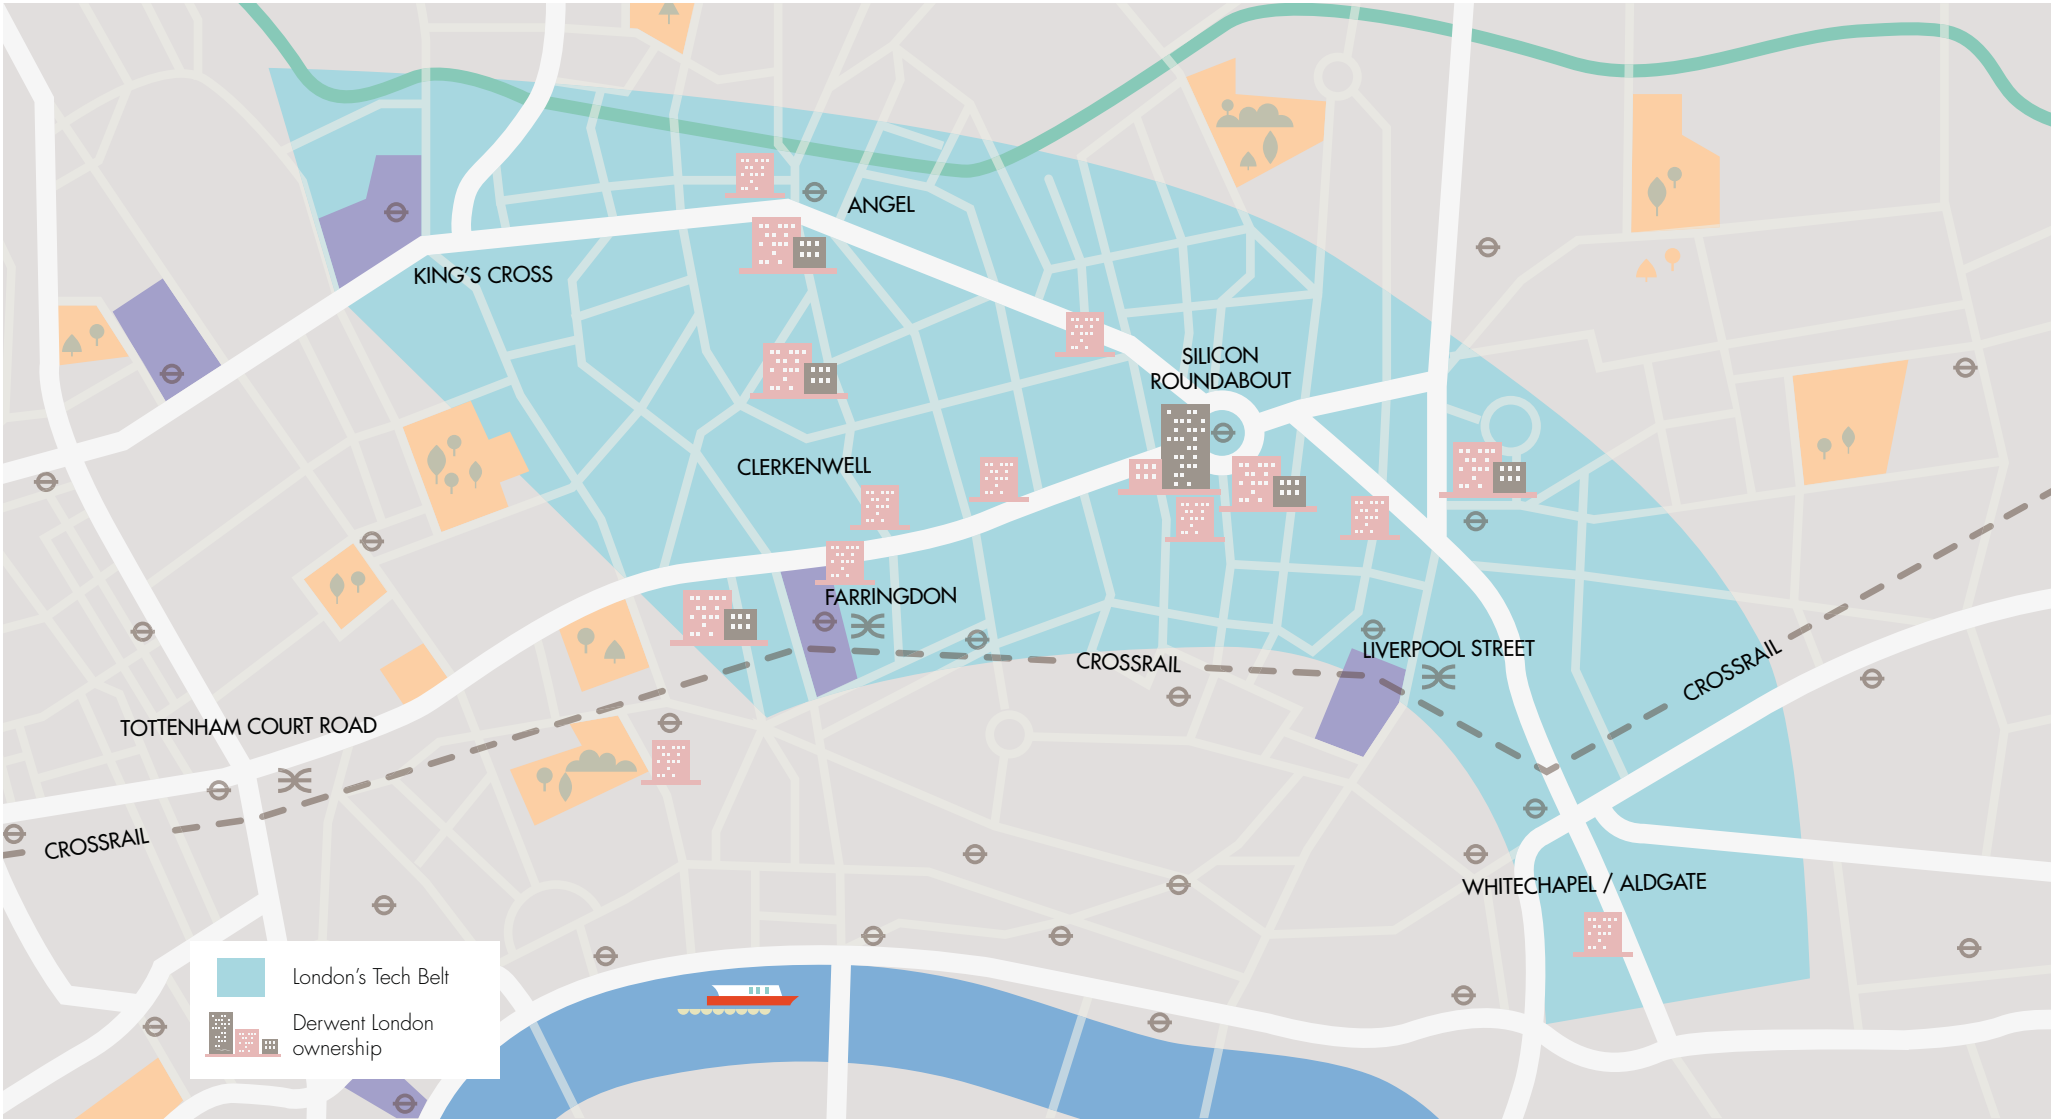 ANGEL
KING'S CROSS
SILICON
ROUNDABOUT
CLERKENWELL
FARRINGDON
LIVERPOOL STREET
CROSSRAIL
CROSSRAIL
TOTTENHAM COURT ROAD
CROSSRAIL
WHITECHAPEL / ALDGATE
London's Tech Belt
Derwent London
ownership